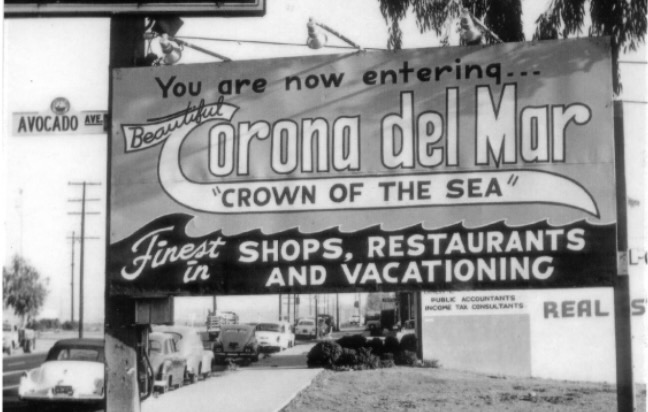 You are now entering...
Beautiful
Corona del Mar
"CROWN OF THE SEA"
Finest in SHOPS, RESTAURANTS
AND VACATIONING
AVOCADO AVE.
PUBLIC ACCOUNTANTS
INCOME TAX CONSULTANTS
REAL